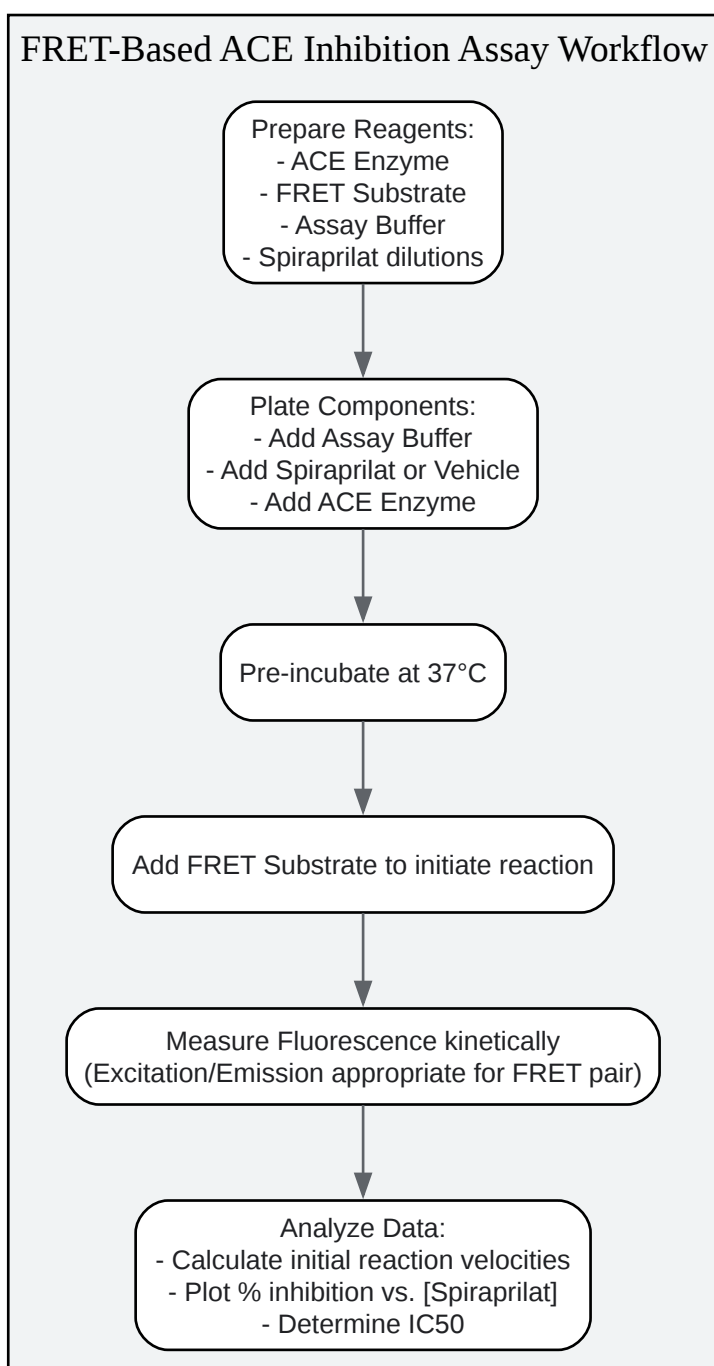 FRET-Based ACE Inhibition Assay Workflow
Prepare Reagents:
- ACE Enzyme
- FRET Substrate
- Assay Buffer
- Spiraprilat dilutions
Plate Components:
- Add Assay Buffer
- Add Spiraprilat or Vehicle
- Add ACE Enzyme
Pre-incubate at 37°C
Add FRET Substrate to initiate reaction
Measure Fluorescence kinetically
(Excitation/Emission appropriate for FRET pair)
Analyze Data:
- Calculate initial reaction velocities
- Plot % inhibition vs. [Spiraprilat]
- Determine IC50